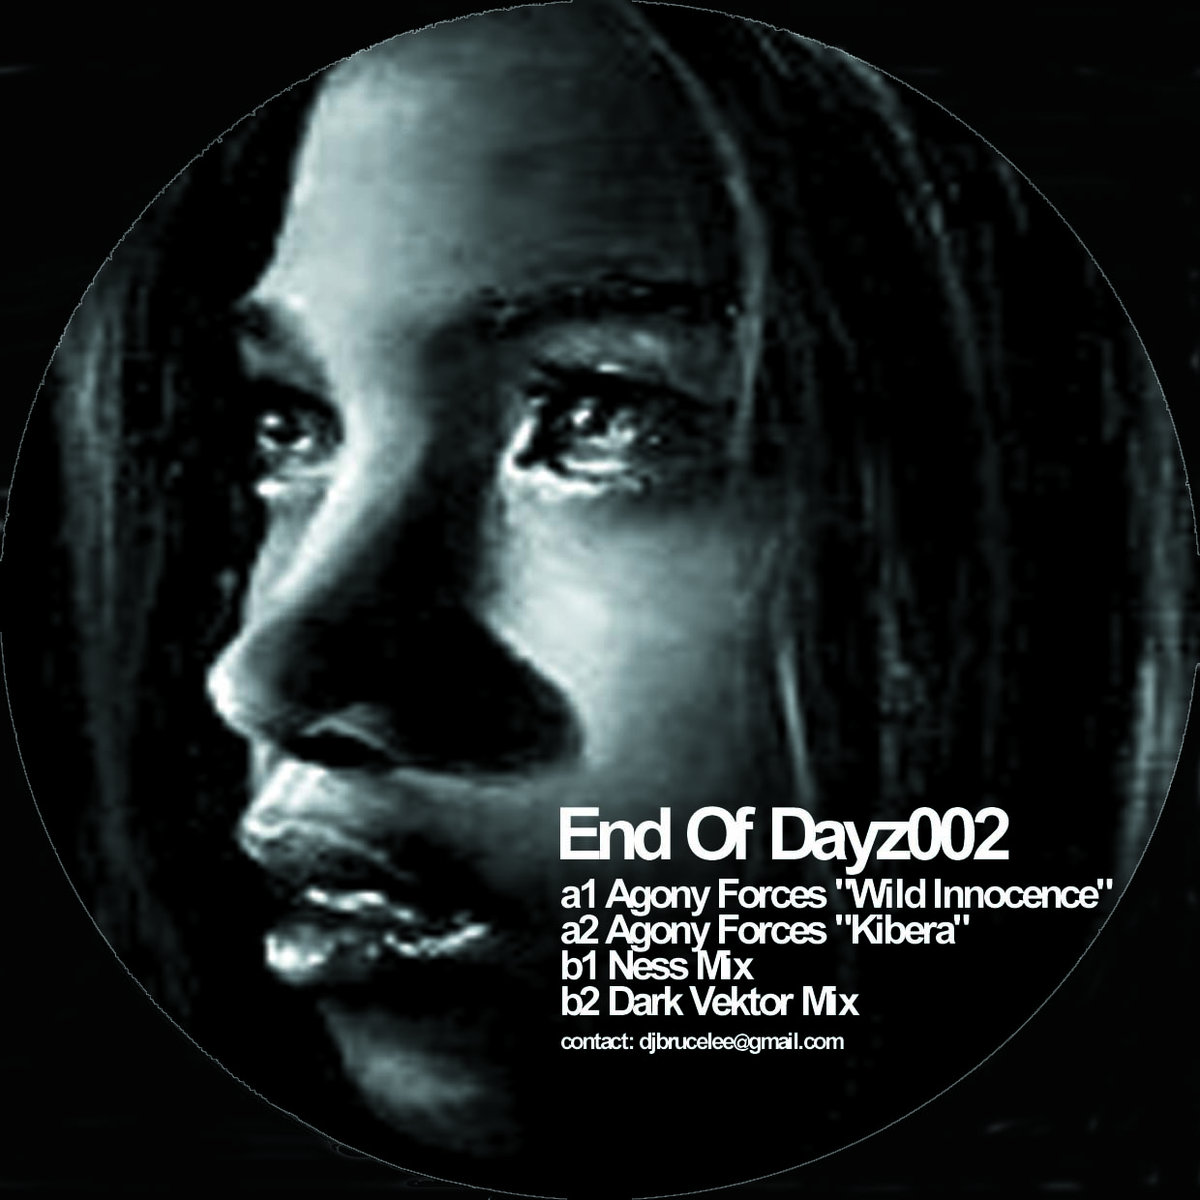 End Of Dayz002
a1 Agony Forces "Wild Innocence"
a2 Agony Forces "Kibera"
b1 Ness Mix
b2 Dark Vektor Mix
contact: djbrucelee@gmail.com